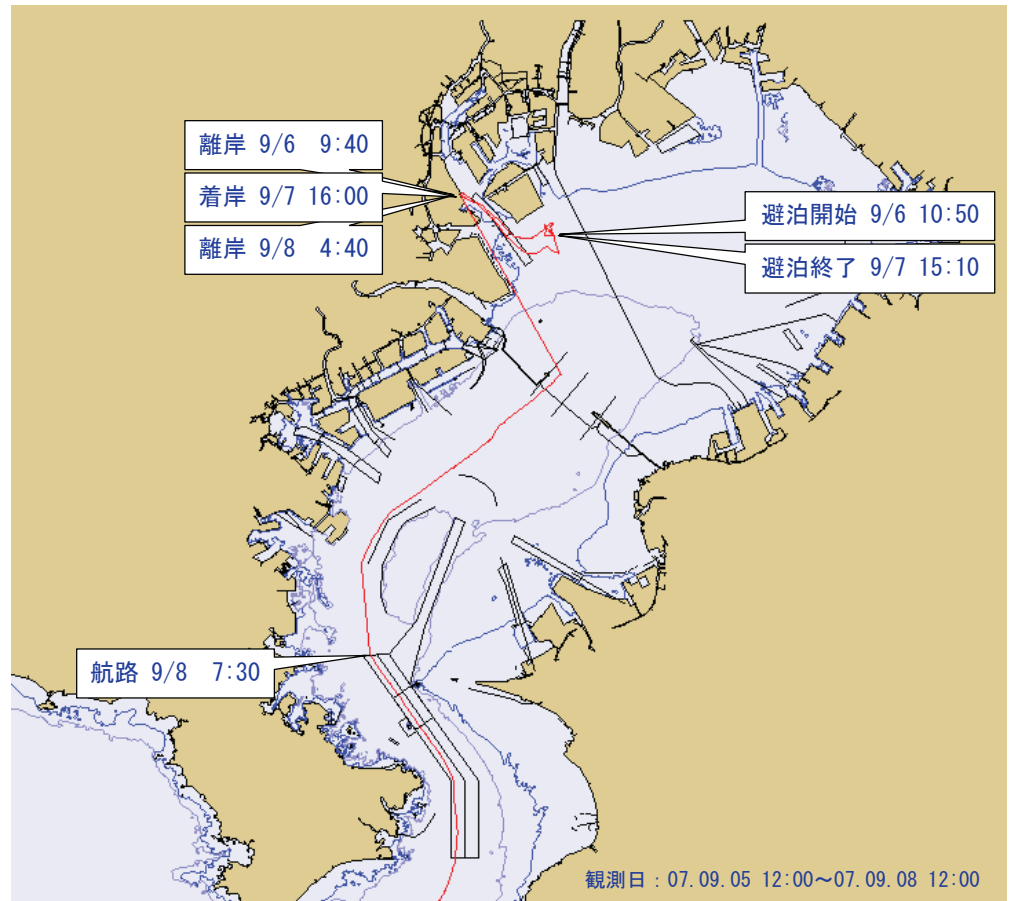 離岸 9/6 9:40
着岸 9/7 16:00
離岸 9/8 4:40
避泊開始 9/6 10:50
避泊終了 9/7 15:10
航路 9/8 7:30
観測日：07.09.05 12:00～07.09.08 12:00